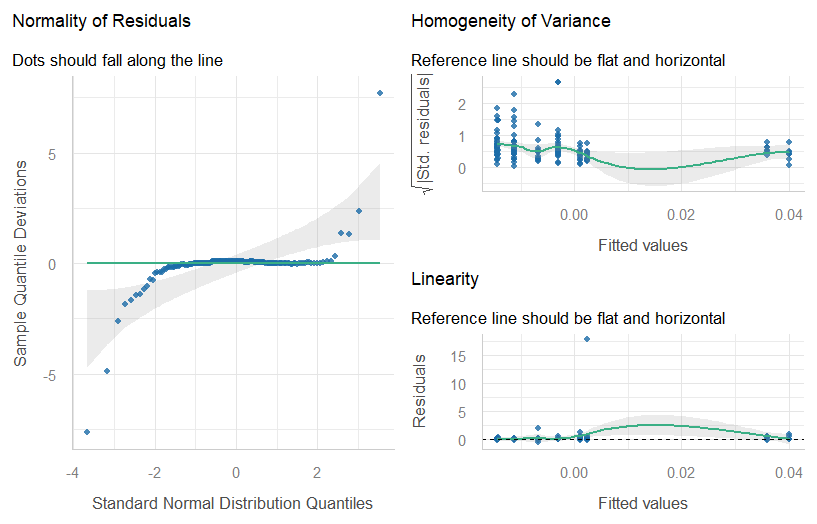 Normality of Residuals
Dots should fall along the line
Sample Quantile Deviations
5
0
-5
-4
-2
0
2
Standard Normal Distribution Quantiles
Homogeneity of Variance
Reference line should be flat and horizontal
√|Std. residuals|
2
1
0
0.00
0.02
0.04
Fitted values
Linearity
Reference line should be flat and horizontal
Residuals
15
10
5
0
0.00
0.02
0.04
Fitted values